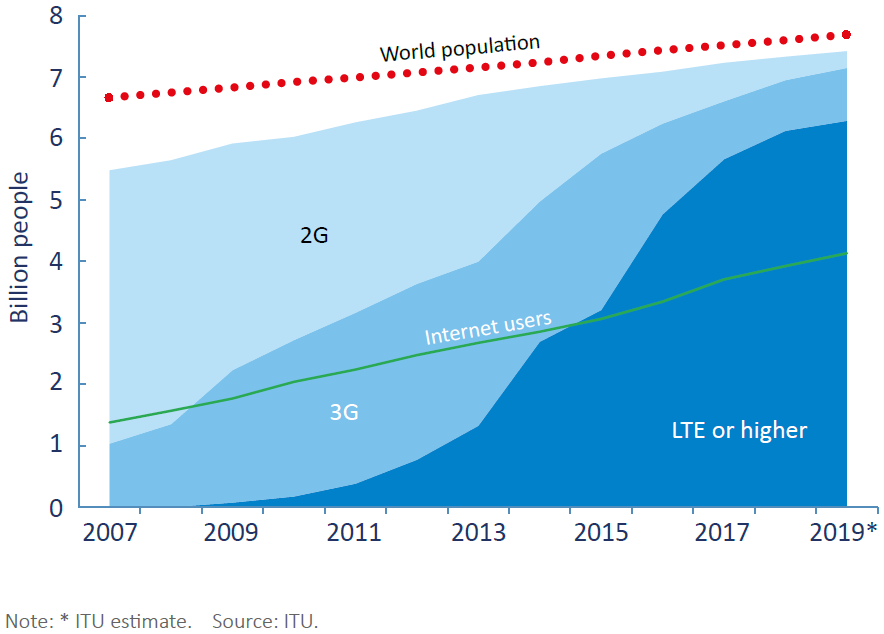 8
World population
7
6
5
2G
4
Billion people
3
Internet users
2
3G
LTE or higher
1
0
2007 2009 2011 2013 2015 2017 2019*
Note: * ITU estimate. Source: ITU.